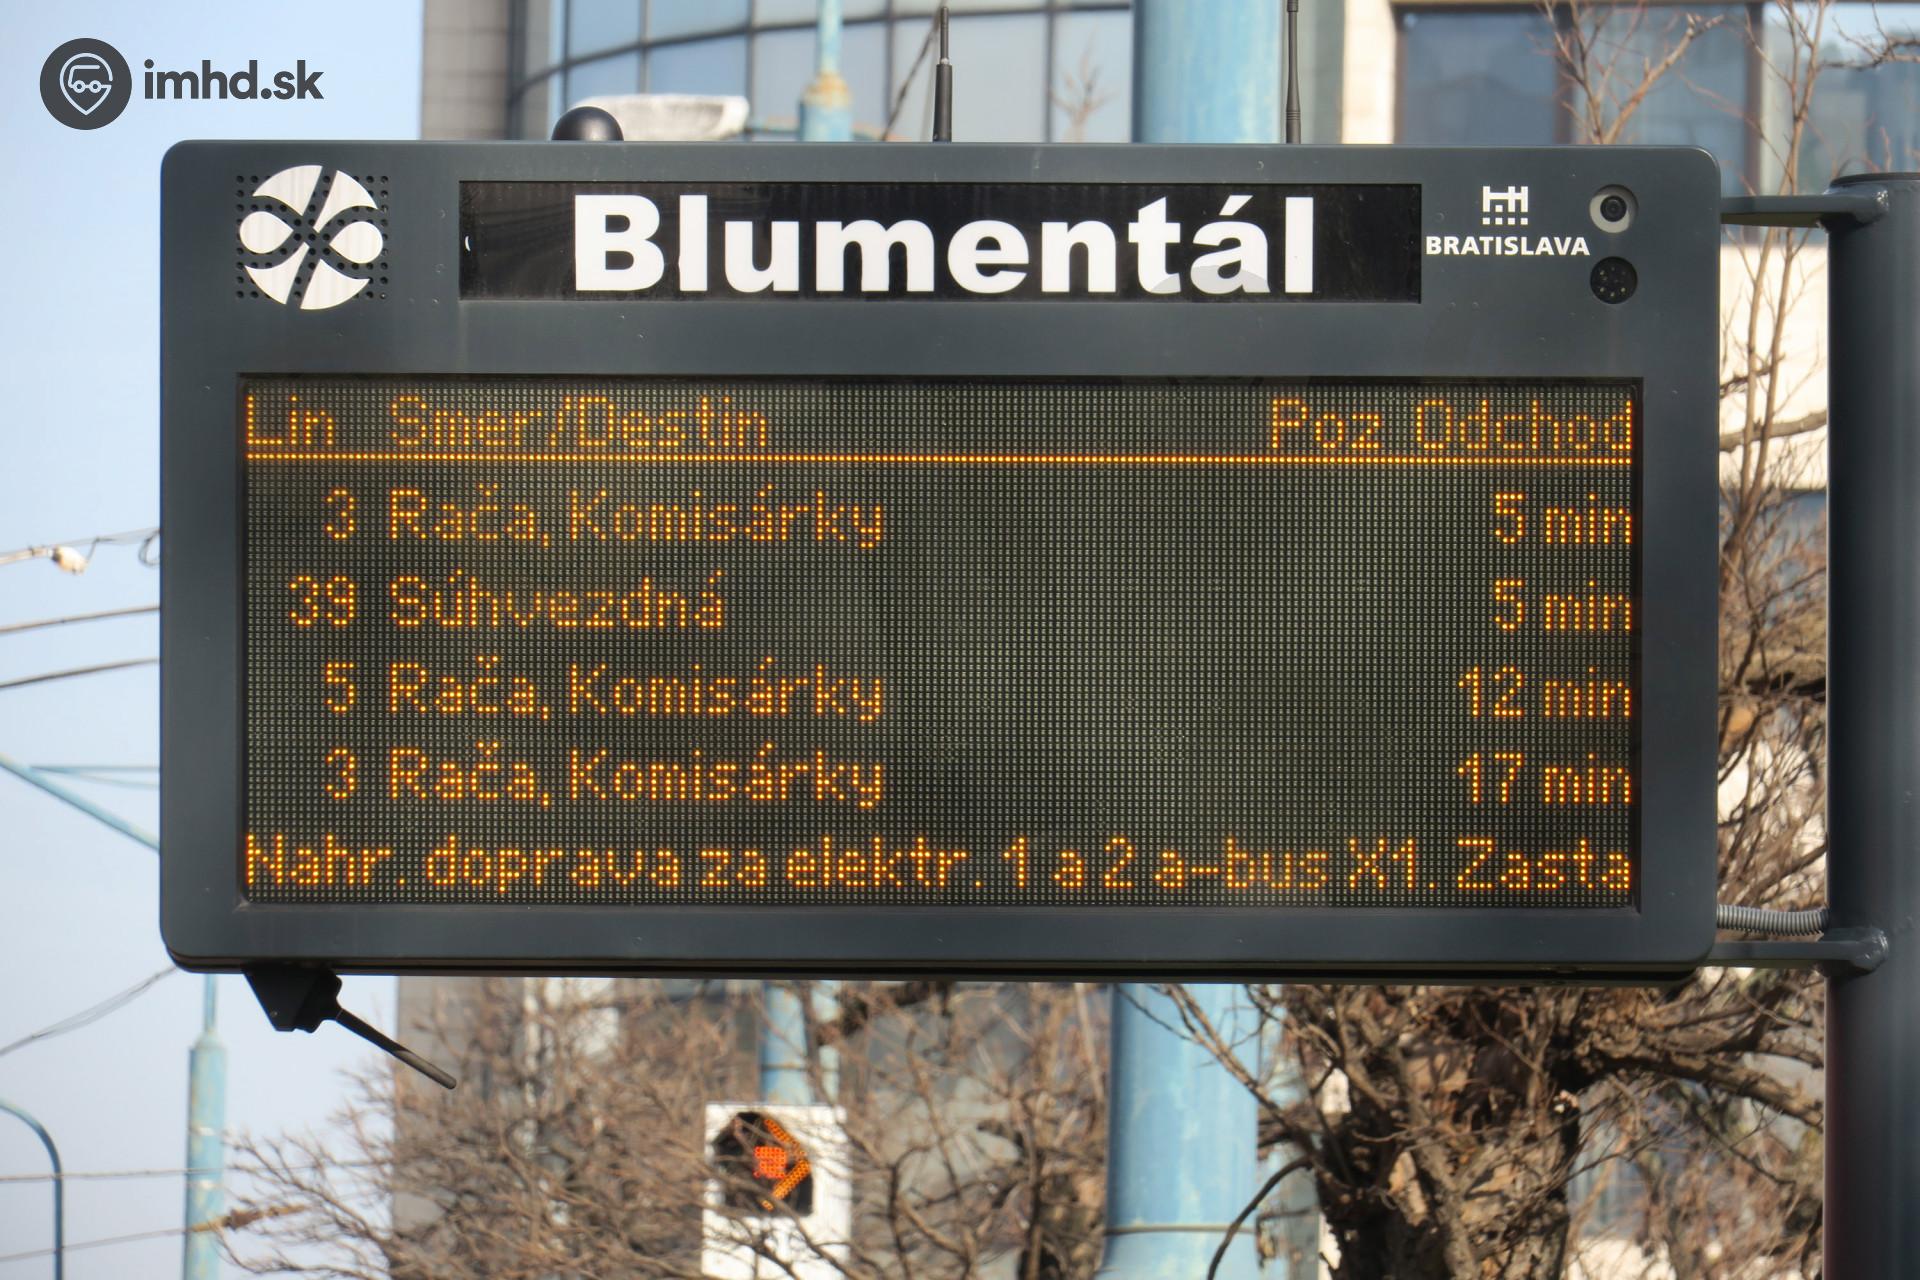 imhd.sk
Blumentál
BRATISLAVA
Lin Smer/Destin Poz Odchod
3 Rača, Komisárky 5 min
39 Súhvezdná 5 min
5 Rača, Komisárky 12 min
3 Rača, Komisárky 17 min
Nahr. doprava za elektr. 1 a 2 a-bus X1. Zasta